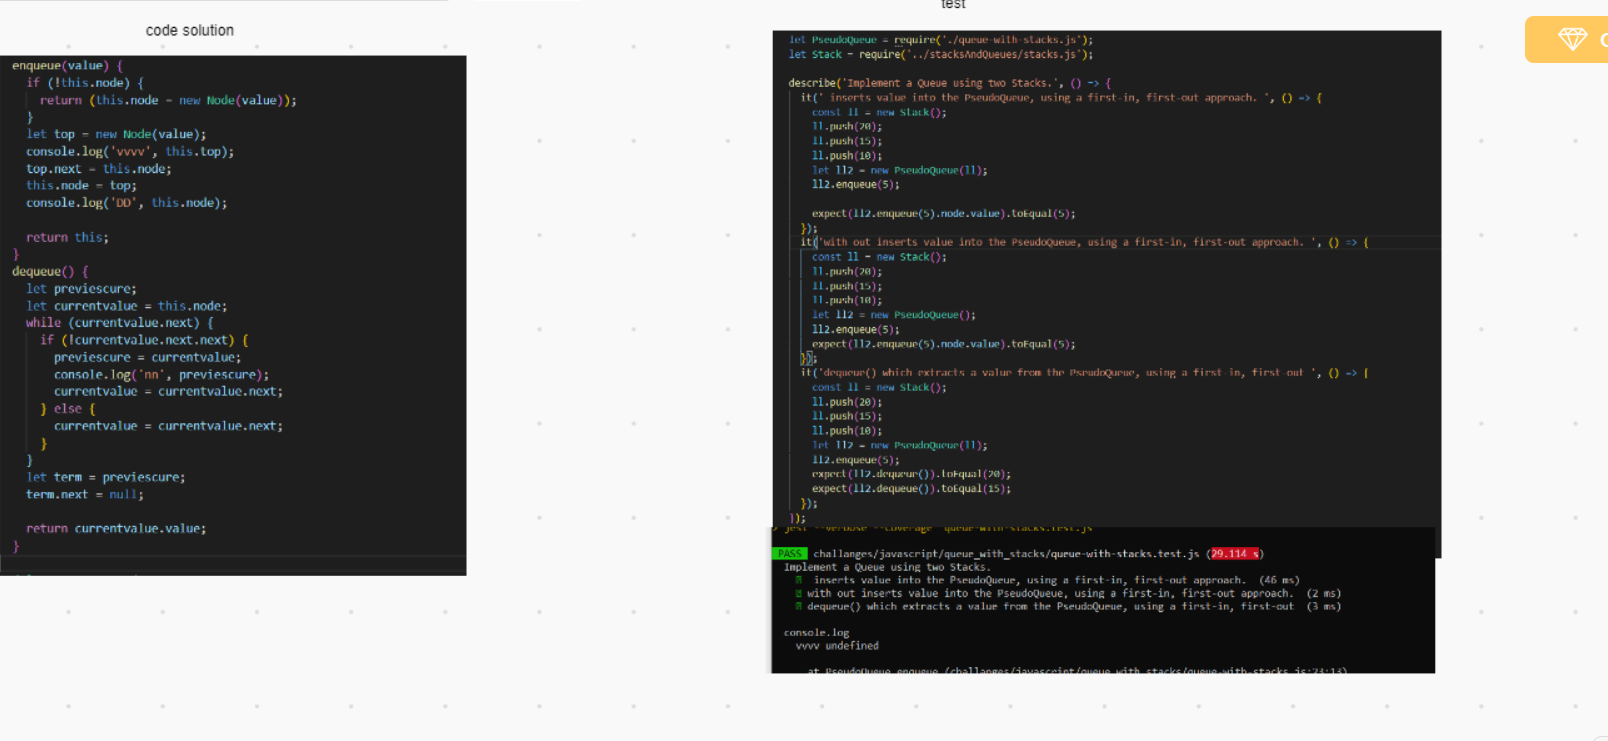 test
code solution
enqueue(value) {
if (!this.node) {
return (this.node = new Node(value));
}
let top = new Node(value);
console.log('vvvv', this.top);
top.next = this.node;
this.node = top;
console.log('DD', this.node);
return this;
}
dequeue() {
let previescure;
let currentvalue = this.node;
while (currentvalue.next) {
if (!currentvalue.next.next) {
previescure = currentvalue;
console.log('nn', previescure);
currentvalue = currentvalue.next;
} else {
currentvalue = currentvalue.next;
}
}
let term = previescure;
term.next = null;
return currentvalue.value;
}
let PseudoQueue = require('./queue-with-stacks.js');
let Stack = require('../stacksAndQueues/stacks.js');
describe('Implement a Queue using two Stacks.', () => {
it(' inserts value into the PseudoQueue, using a first-in, first-out approach. ', () => {
const ll = new Stack();
ll.push(20);
ll.push(15);
ll.push(10);
let ll2 = new PseudoQueue(ll);
ll2.enqueue(5);
expect(ll2.enqueue(5).node.value).toEqual(5);
});
it('with out inserts value into the PseudoQueue, using a first-in, first-out approach. ', () => {
const ll = new Stack();
ll.push(20);
ll.push(15);
ll.push(10);
let ll2 = new PseudoQueue();
ll2.enqueue(5);
expect(ll2.enqueue(5).node.value).toEqual(5);
});
it('dequeue() which extracts a value from the PseudoQueue, using a first-in, first-out ', () => {
const ll = new Stack();
ll.push(20);
ll.push(15);
ll.push(10);
let ll2 = new PseudoQueue(ll);
ll2.enqueue(5);
expect(ll2.dequeue()).toEqual(20);
expect(ll2.dequeue()).toEqual(15);
});
});
> jest --verbose --coverage "queue-with-stacks.test.js"
PASS challanges/javascript/queue_with_stacks/queue-with-stacks.test.js (29.114 s)
Implement a Queue using two Stacks.
inserts value into the PseudoQueue, using a first-in, first-out approach. (46 ms)
with out inserts value into the PseudoQueue, using a first-in, first-out approach. (2 ms)
dequeue() which extracts a value from the PseudoQueue, using a first-in, first-out (3 ms)
console.log
vvvv undefined
at PseudoQueue.enqueue (challanges/javascript/queue_with_stacks/queue-with-stacks.js:23:13)